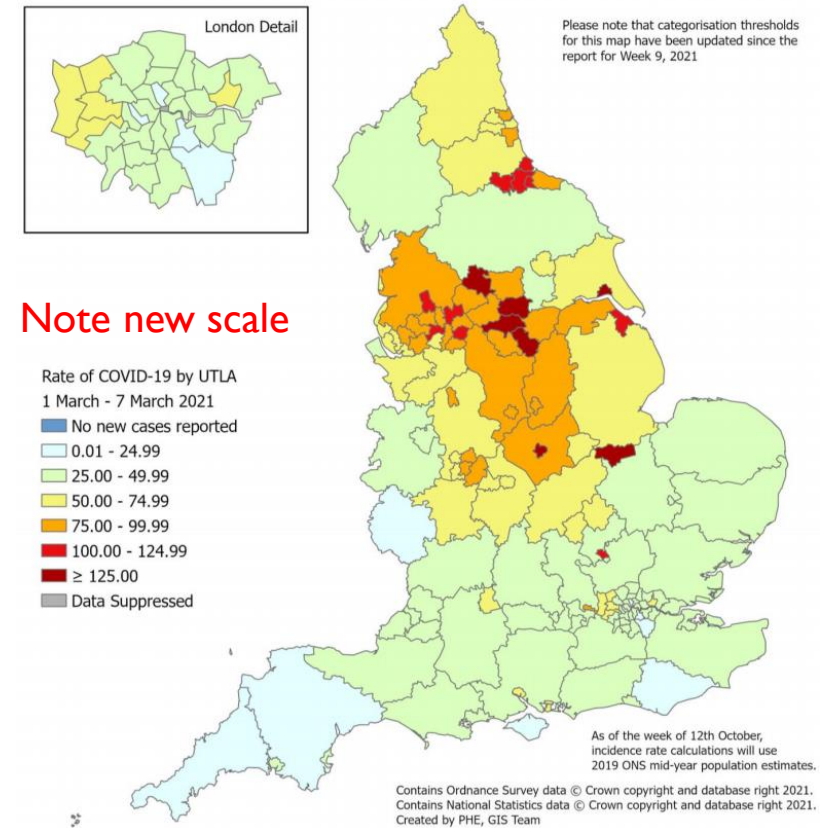 London Detail
Please note that categorisation thresholds
for this map have been updated since the
report for Week 9, 2021
Note new scale
Rate of COVID-19 by UTLA
1 March - 7 March 2021
No new cases reported
0.01 - 24.99
25.00 - 49.99
50.00 - 74.99
75.00 - 99.99
100.00 - 124.99
≥ 125.00
Data Suppressed
As of the week of 12th October,
incidence rate calculations will use
2019 ONS mid-year population estimates.
Contains Ordnance Survey data © Crown copyright and database right 2021.
Contains National Statistics data © Crown copyright and database right 2021.
Created by PHE, GIS Team